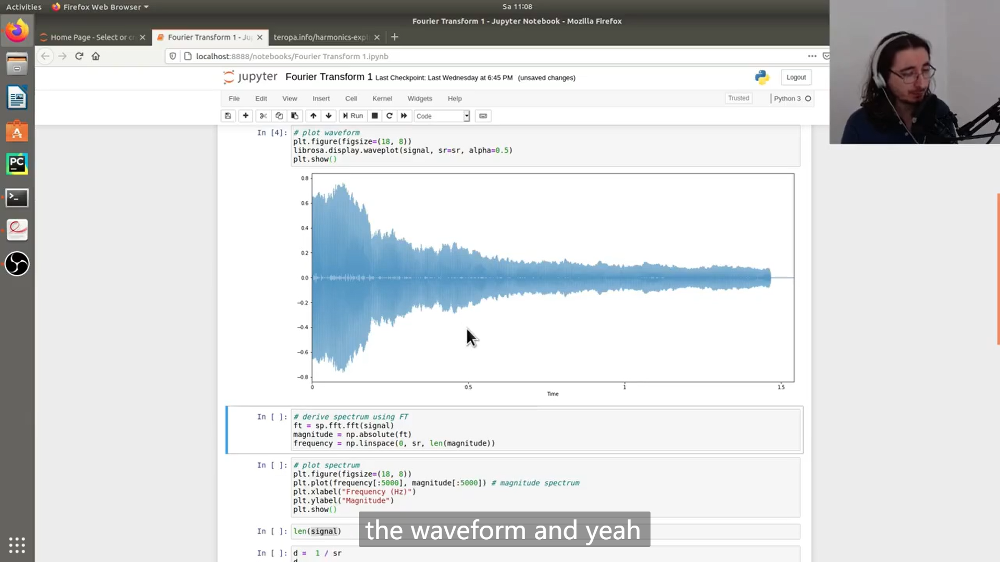 Activities Firefox Web Browser Sa 11:08
Fourier Transform 1 - Jupyter Notebook - Mozilla Firefox
Home Page - Select or cr Fourier Transform 1 - Ju teropa.info/harmonics-expl
localhost:8888/notebooks/Fourier Transform 1.ipynb
jupyter Fourier Transform 1 Last Checkpoint: Last Wednesday at 6:45 PM (unsaved changes) Logout
File Edit View Insert Cell Kernel Widgets Help Trusted Python 3
Run Code
In [4]: # plot waveform
plt.figure(figsize=(18, 8))
librosa.display.waveplot(signal, sr=sr, alpha=0.5)
plt.show()
0.8
0.6
0.4
0.2
0.0
−0.2
−0.4
−0.6
−0.8
0 0.5 1 1.5
Time
In [ ]: # derive spectrum using FT
ft = sp.fft.fft(signal)
magnitude = np.absolute(ft)
frequency = np.linspace(0, sr, len(magnitude))
In [ ]: # plot spectrum
plt.figure(figsize=(18, 8))
plt.plot(frequency[:5000], magnitude[:5000]) # magnitude spectrum
plt.xlabel("Frequency (Hz)")
plt.ylabel("Magnitude")
plt.show()
In [ ]: len(signal)
the waveform and yeah
In [ ]: d = 1 / sr
d
PC